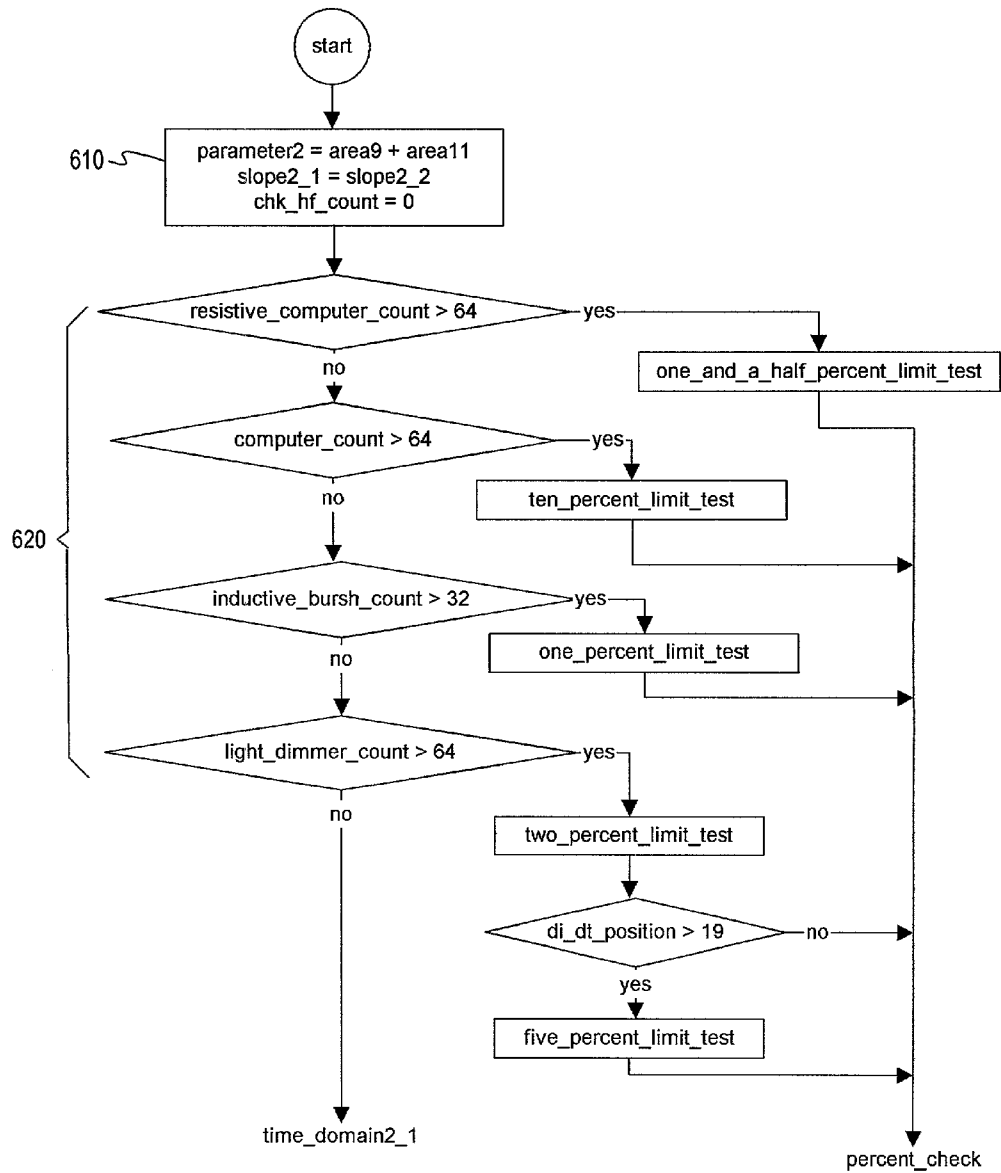 start
610
parameter2 = area9 + area11
slope2_1 = slope2_2
chk_hf_count = 0
resistive_computer_count > 64
yes
no
one_and_a_half_percent_limit_test
computer_count > 64
yes
no
ten_percent_limit_test
620
inductive_bursh_count > 32
yes
no
one_percent_limit_test
light_dimmer_count > 64
yes
no
two_percent_limit_test
di_dt_position > 19
no
yes
five_percent_limit_test
time_domain2_1
percent_check